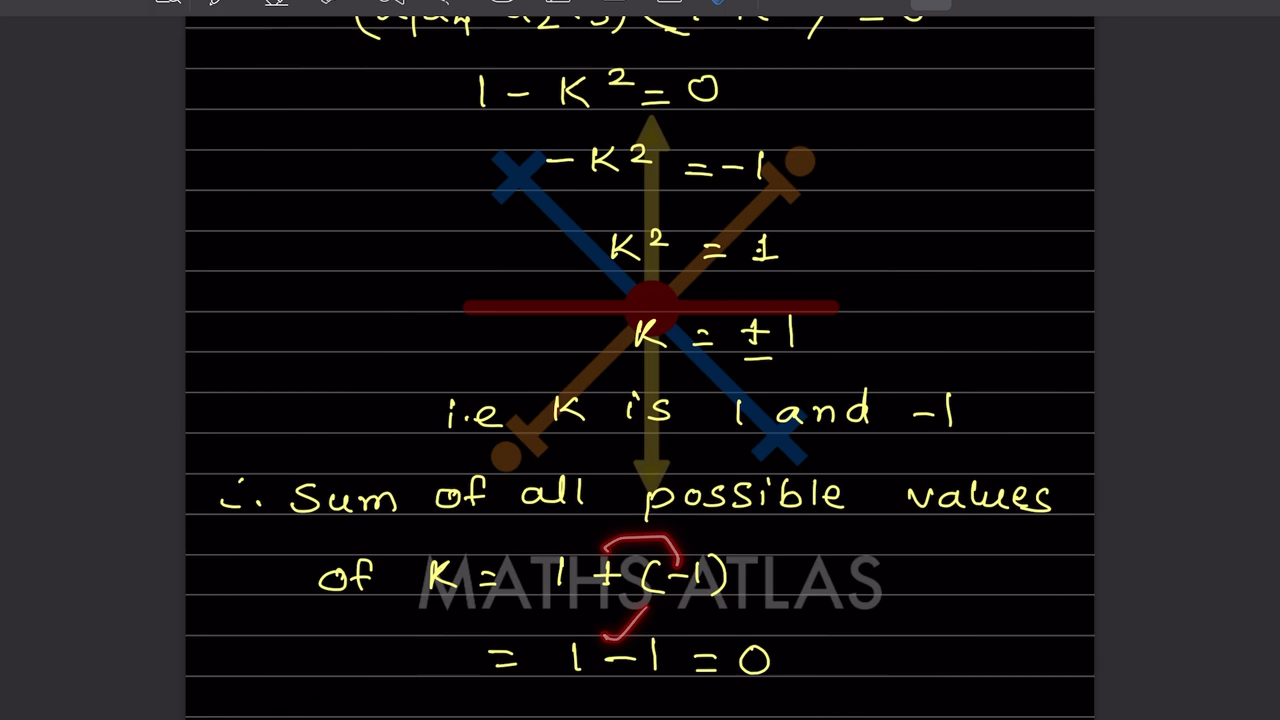 = 0
1 - K² = 0
- K² = -1
K² = 1
K = ± 1
i.e K is 1 and -1
∴ Sum of all possible values
of K = 1 + (-1)
MATHS ATLAS
= 1 - 1 = 0